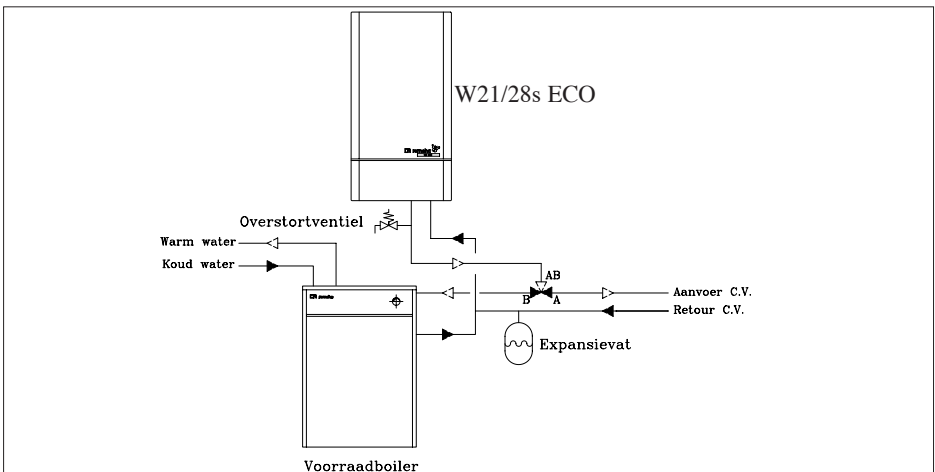 W21/28s ECO
Overstortventiel
Warm water
Koud water
AB
B
A
Aanvoer C.V.
Retour C.V.
Expansievat
Voorraadboiler